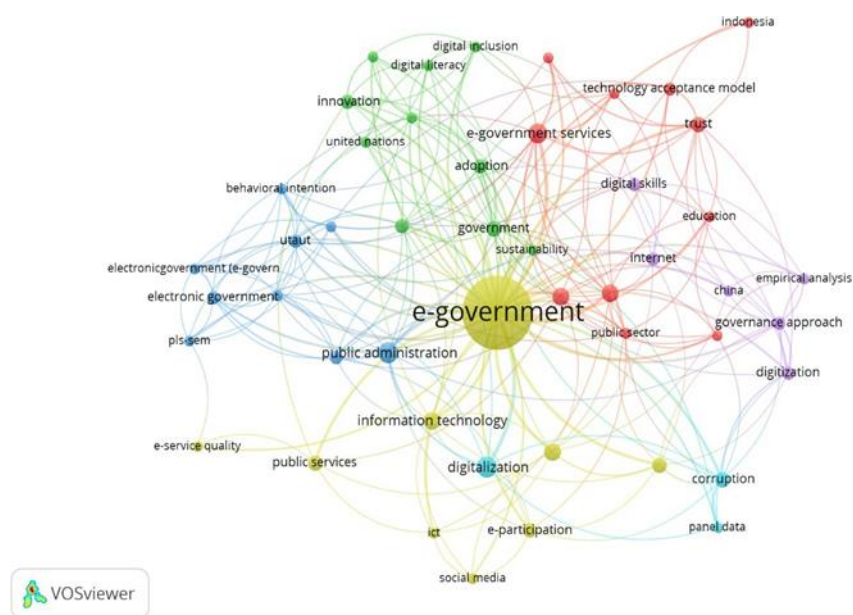 indonesia
digital inclusion
digital literacy
technology acceptance model
innovation
e-government services
trust
united nations
adoption
digital skills
behavioral intention
education
government
utaut
sustainability
Internet
electronicgovernment (e-govern
empirical analysis
china
electronic government
e-government
governance approach
public sector
pls-sem
public administration
digitization
information technology
e-service quality
public services
digitalization
corruption
panel data
ict
e-participation
social media
VOSviewer